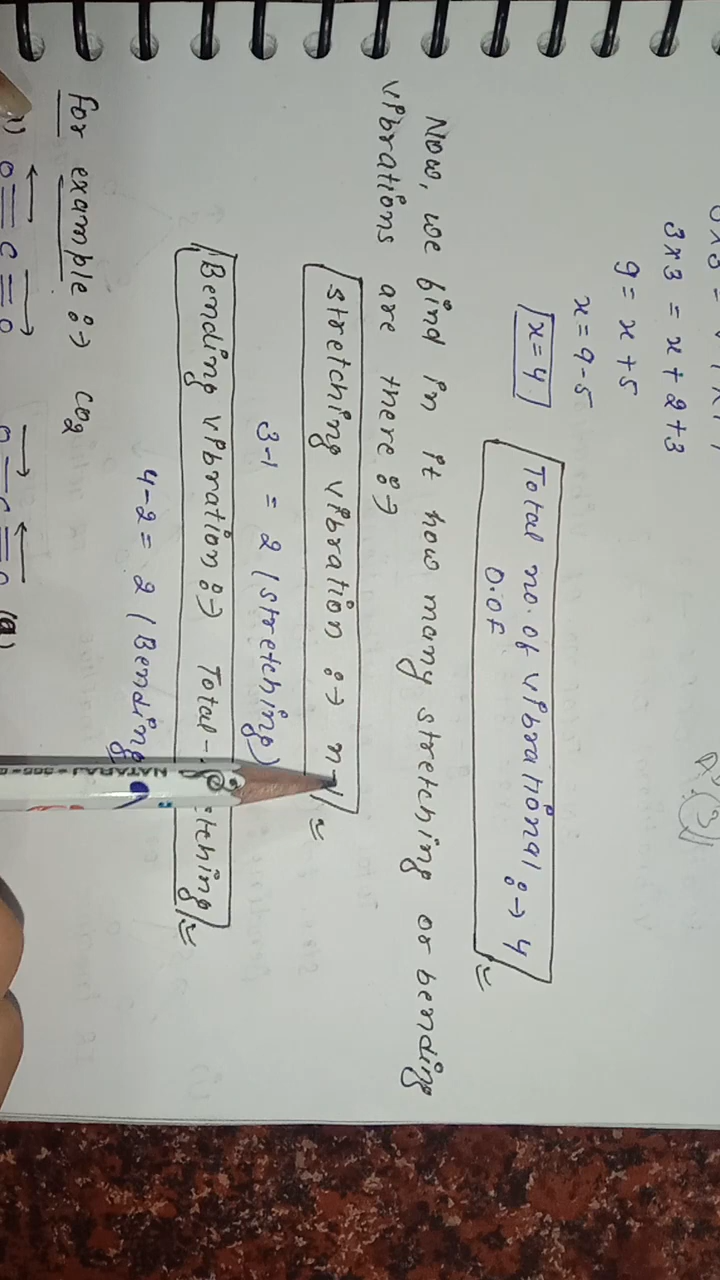 3×3 = x + 2+3
9 = x + 5
x = 9-5
x = 4
Total no. of vibrational :→ 4
D.O.F
Now, we find in it how many stretching or bending
vibrations are there :→
stretching vibration :→ n-1
3-1 = 2 (stretching)
Bending vibration :→ Total -
4-2 = 2 (Bending
for example :→ CO2
O = C = O
(a)
NATARAJ